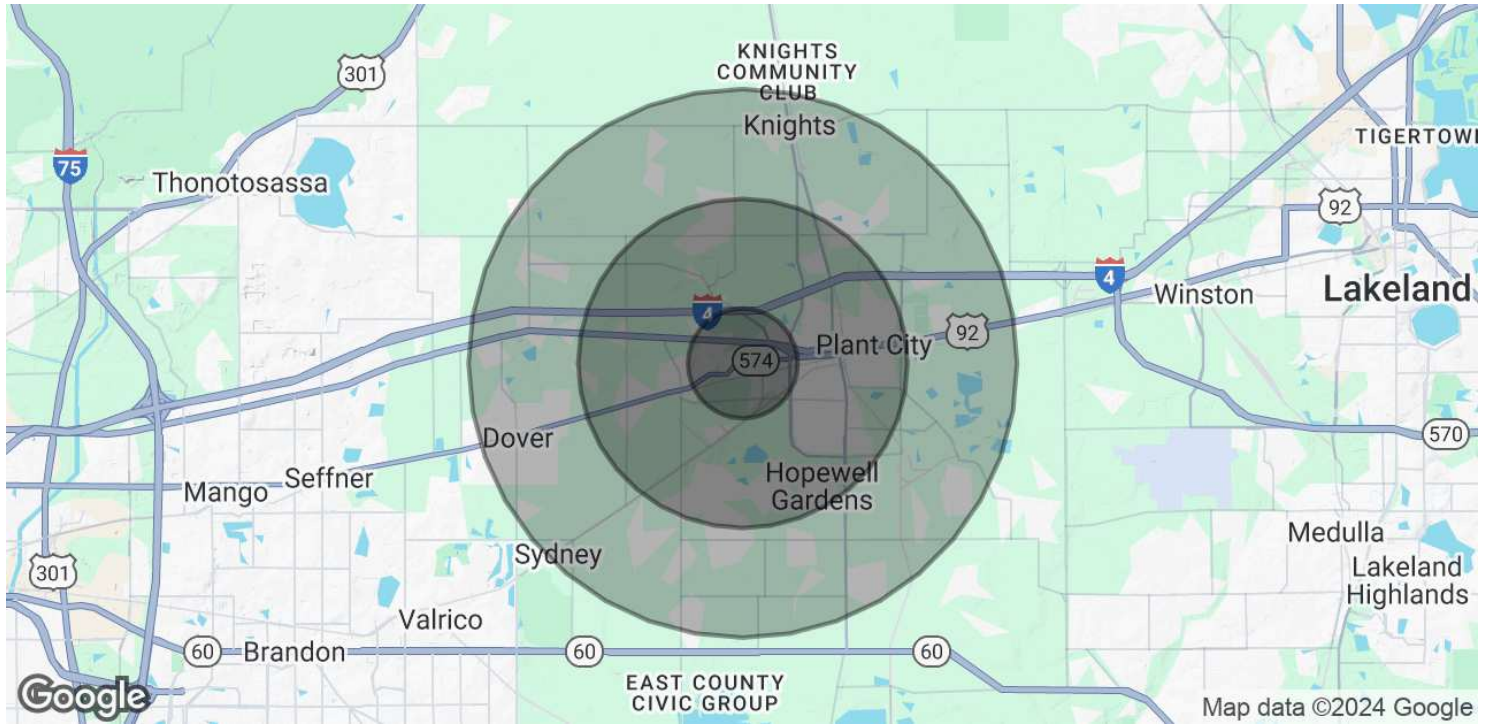 KNIGHTS
COMMUNITY
CLUB
301
Knights
TIGERTOWN
75
Thonotosassa
92
4
Winston
Lakeland
4
574
Plant City
92
Dover
570
Seffner
Mango
Hopewell
Gardens
Medulla
Sydney
301
Lakeland
Highlands
Valrico
60
Brandon
60
60
EAST COUNTY
CIVIC GROUP
Google
Map data ©2024 Google